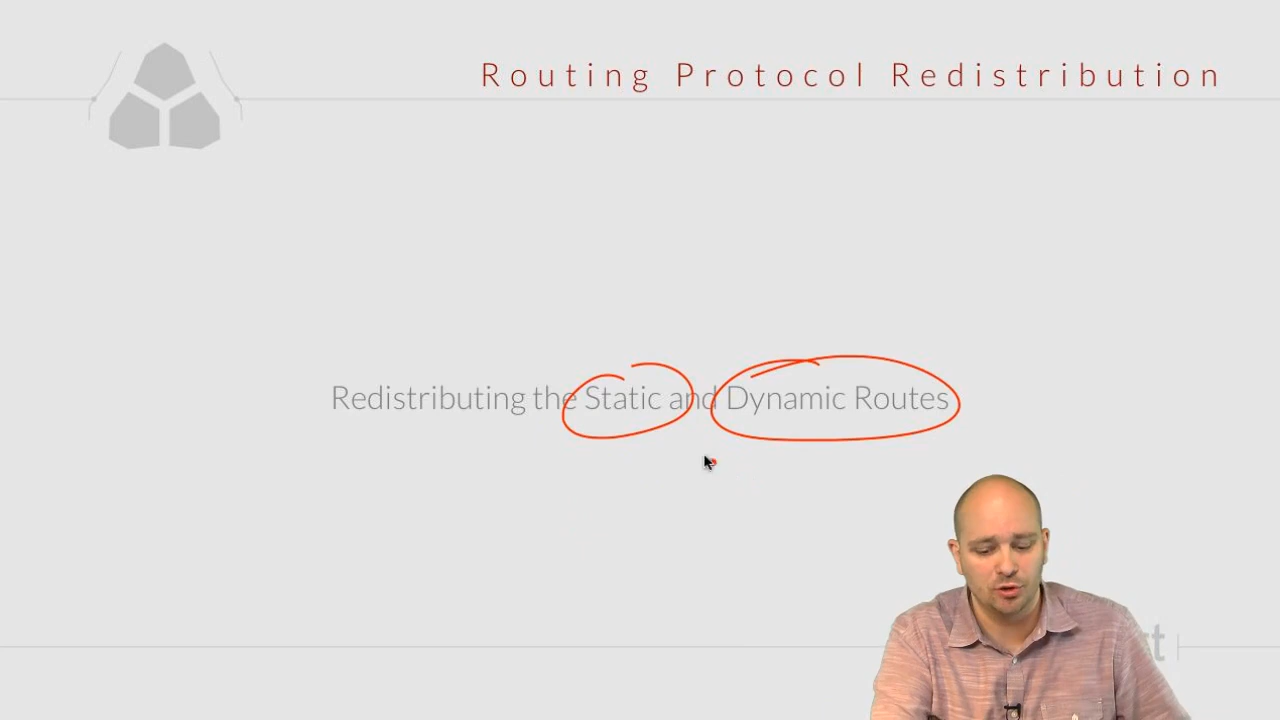 Routing Protocol Redistribution
Redistributing the Static and Dynamic Routes